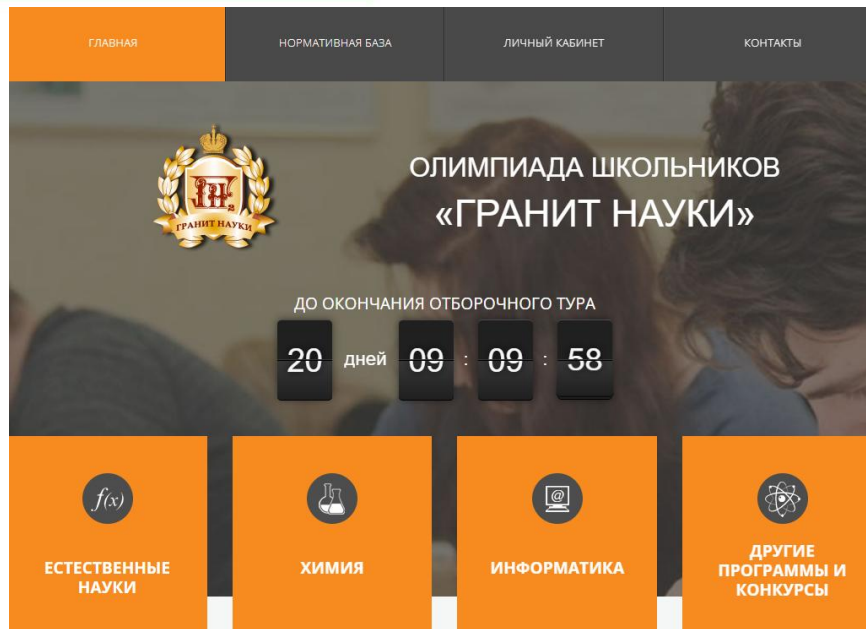 ГЛАВНАЯ
НОРМАТИВНАЯ БАЗА
ЛИЧНЫЙ КАБИНЕТ
КОНТАКТЫ
ГРАНИТ НАУКИ
ОЛИМПИАДА ШКОЛЬНИКОВ
«ГРАНИТ НАУКИ»
ДО ОКОНЧАНИЯ ОТБОРОЧНОГО ТУРА
20 дней 09 : 09 : 58
f(x)
@
ЕСТЕСТВЕННЫЕ
НАУКИ
ХИМИЯ
ИНФОРМАТИКА
ДРУГИЕ
ПРОГРАММЫ И
КОНКУРСЫ